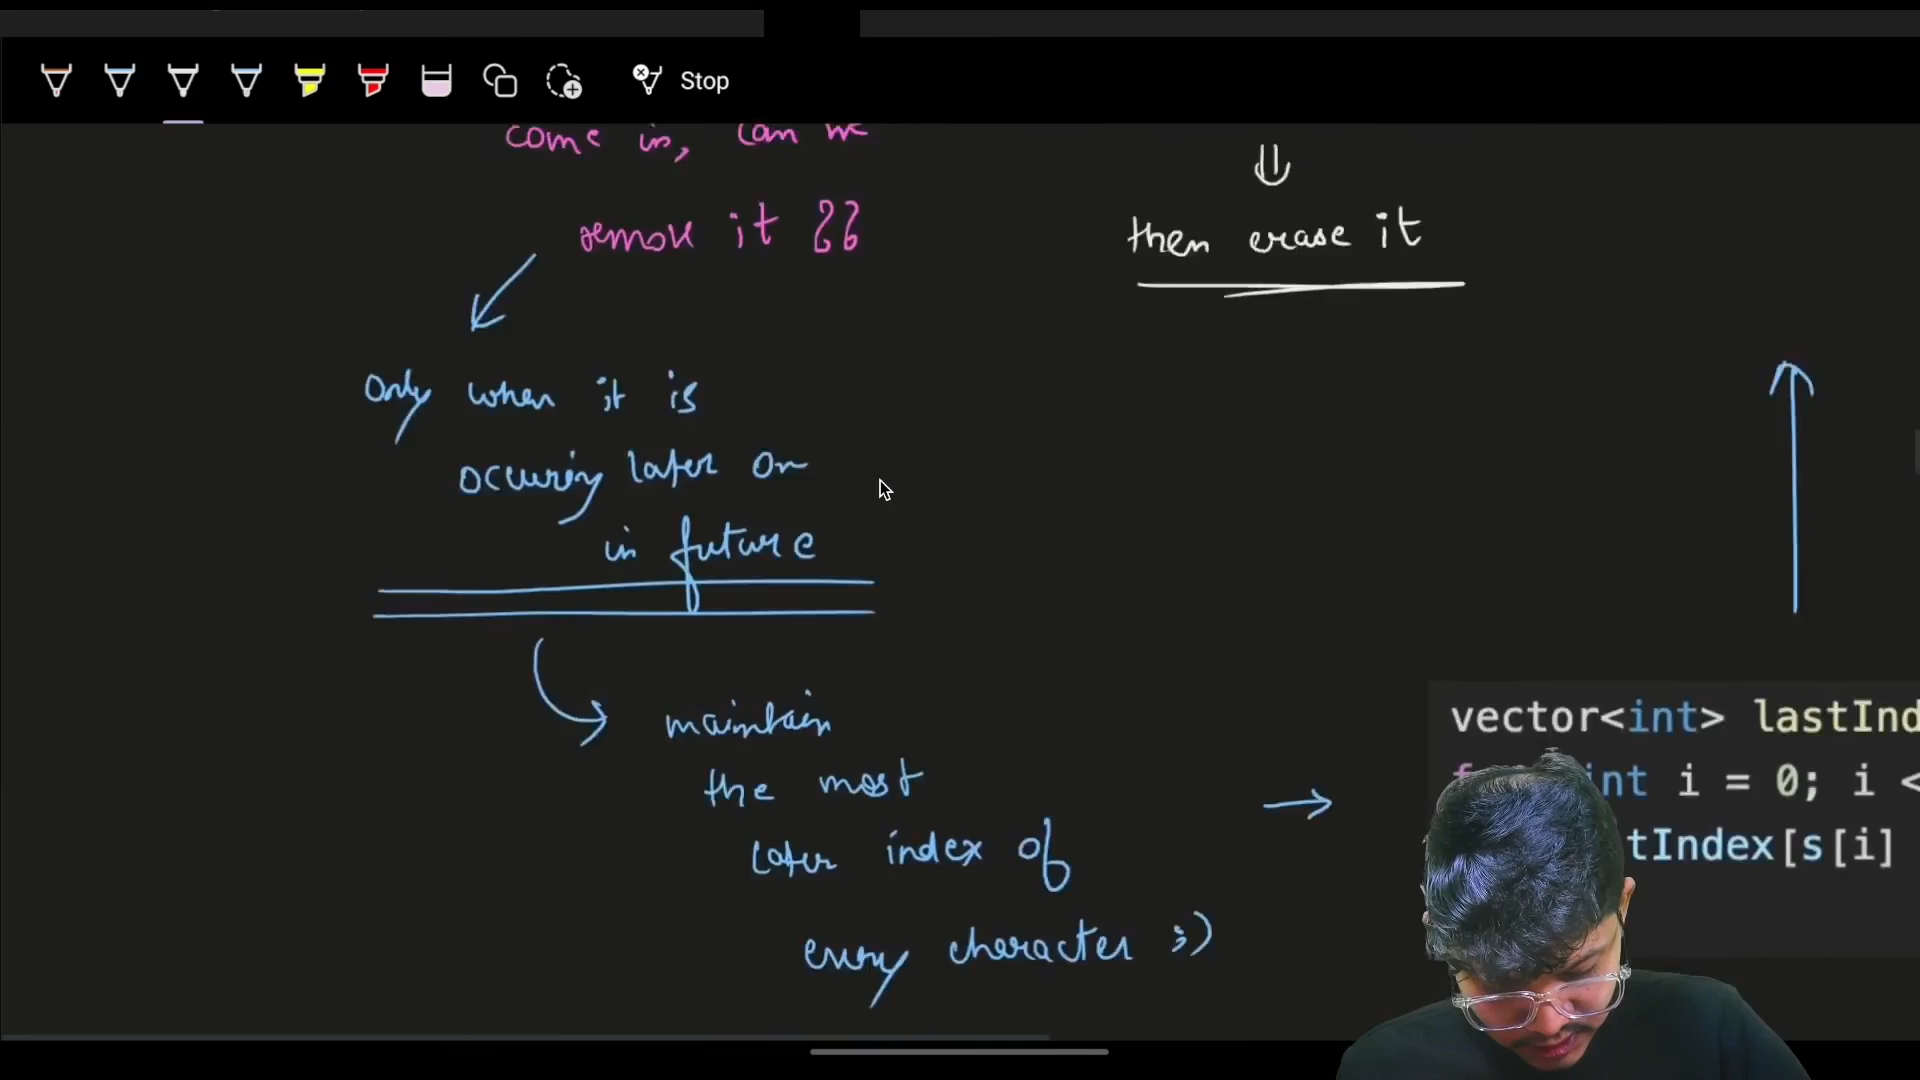 Stop
come in, can we
remove it ??
then erase it
Only when it is
occuring later on
in future
maintain
the most
later index of
every character ;)
vector<int> lastInd
int i = 0; i <
tIndex[s[i]